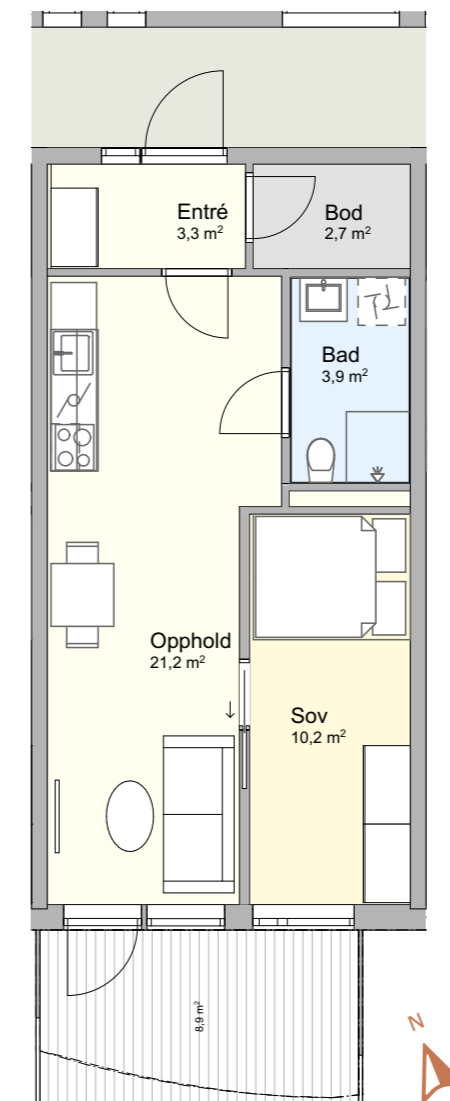 Entré
3,3 m²
Bod
2,7 m²
Bad
3,9 m²
Opphold
21,2 m²
Sov
10,2 m²
8,9 m²
N